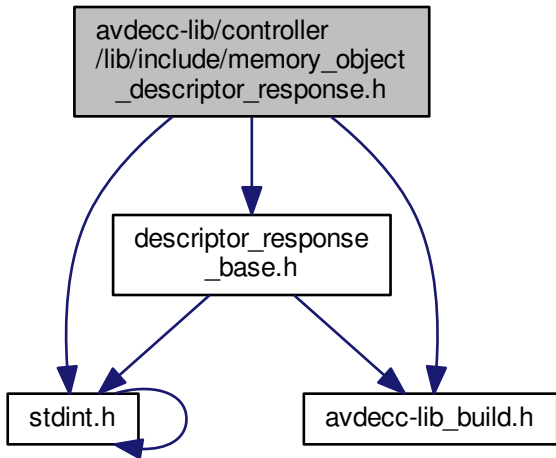 avdecc-lib/controller
/lib/include/memory_object
_descriptor_response.h
descriptor_response
_base.h
stdint.h
avdecc-lib_build.h